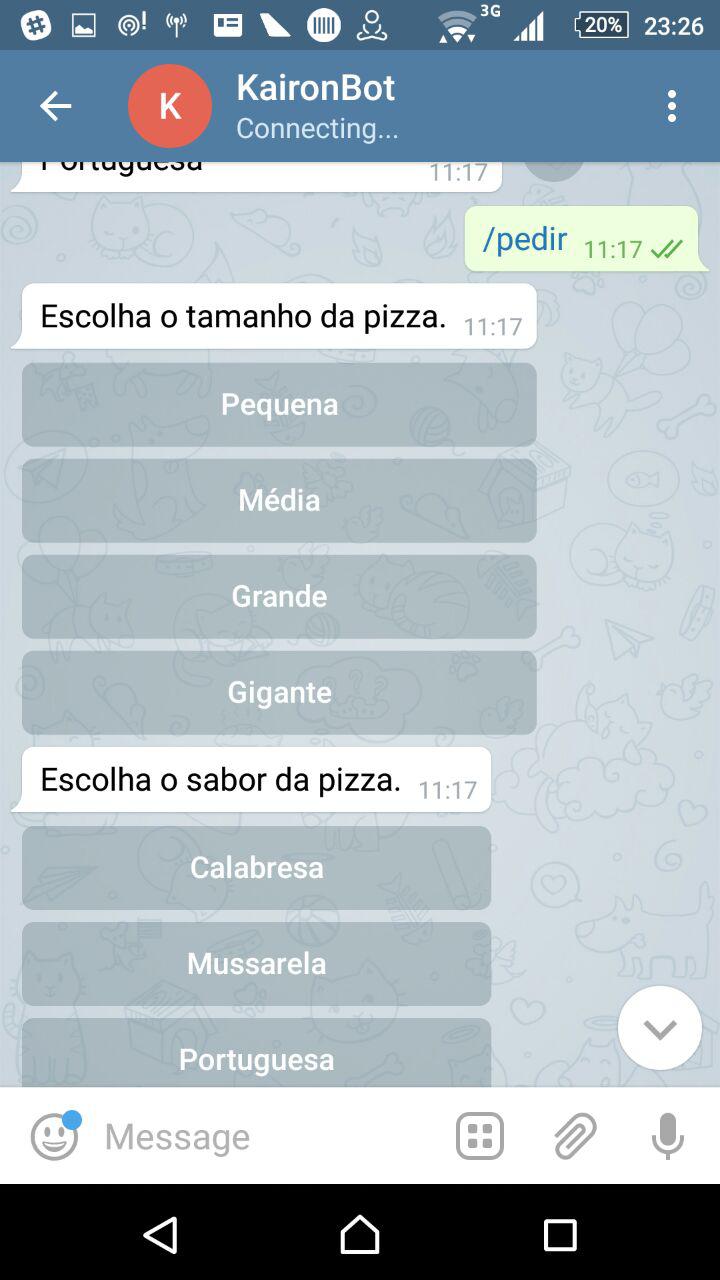 3G
20%
23:26
K
KaironBot
Connecting...
Portuguesa
11:17
/pedir 11:17
Escolha o tamanho da pizza. 11:17
Pequena
Média
Grande
Gigante
Escolha o sabor da pizza. 11:17
Calabresa
Mussarela
Portuguesa
Message